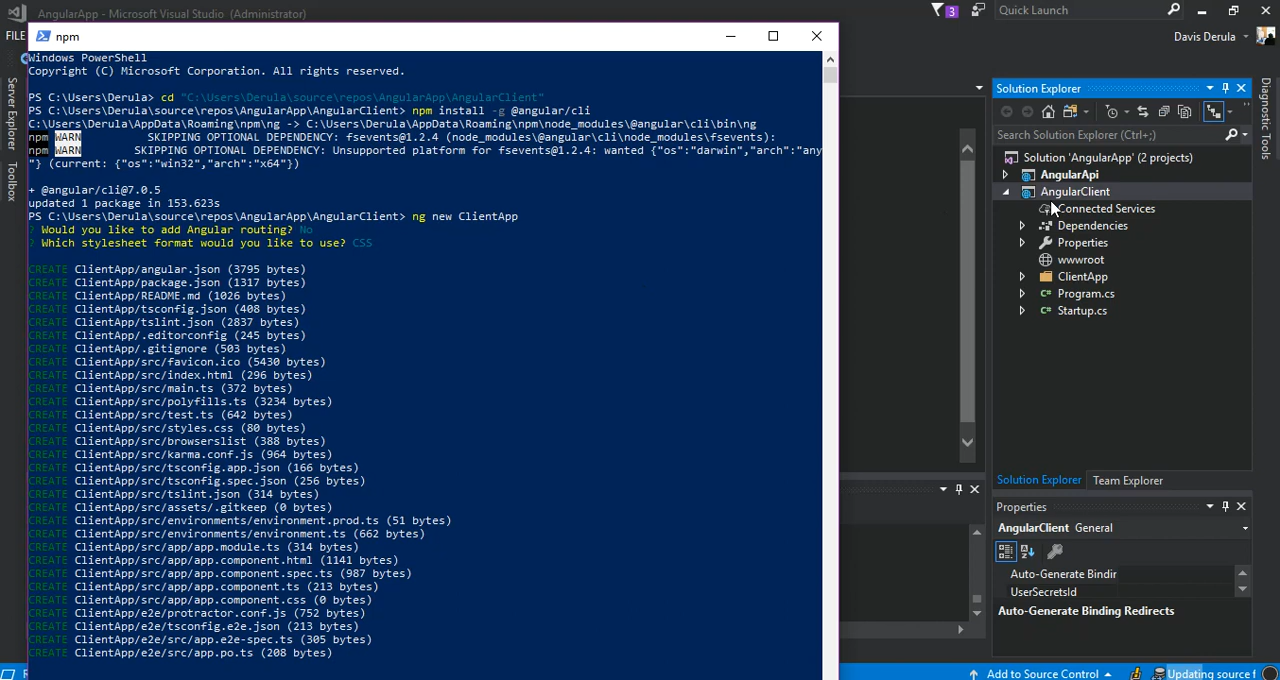 AngularApp - Microsoft Visual Studio (Administrator)
3
Quick Launch
FILE
Davis Derula
npm
Windows PowerShell
Copyright (C) Microsoft Corporation. All rights reserved.
PS C:\Users\Derula> cd "C:\Users\Derula\source\repos\AngularApp\AngularClient"
PS C:\Users\Derula\source\repos\AngularApp\AngularClient> npm install -g @angular/cli
C:\Users\Derula\AppData\Roaming\npm\ng -> C:\Users\Derula\AppData\Roaming\npm\node_modules\@angular\cli\bin\ng
npm WARN SKIPPING OPTIONAL DEPENDENCY: fsevents@1.2.4 (node_modules\@angular\cli\node_modules\fsevents):
npm WARN SKIPPING OPTIONAL DEPENDENCY: Unsupported platform for fsevents@1.2.4: wanted {"os":"darwin","arch":"any
"} (current: {"os":"win32","arch":"x64"})
+ @angular/cli@7.0.5
updated 1 package in 153.623s
PS C:\Users\Derula\source\repos\AngularApp\AngularClient> ng new ClientApp
? Would you like to add Angular routing? No
? Which stylesheet format would you like to use? CSS
CREATE ClientApp/angular.json (3795 bytes)
CREATE ClientApp/package.json (1317 bytes)
CREATE ClientApp/README.md (1026 bytes)
CREATE ClientApp/tsconfig.json (408 bytes)
CREATE ClientApp/tslint.json (2837 bytes)
CREATE ClientApp/.editorconfig (245 bytes)
CREATE ClientApp/.gitignore (503 bytes)
CREATE ClientApp/src/favicon.ico (5430 bytes)
CREATE ClientApp/src/index.html (296 bytes)
CREATE ClientApp/src/main.ts (372 bytes)
CREATE ClientApp/src/polyfills.ts (3234 bytes)
CREATE ClientApp/src/test.ts (642 bytes)
CREATE ClientApp/src/styles.css (80 bytes)
CREATE ClientApp/src/browserslist (388 bytes)
CREATE ClientApp/src/karma.conf.js (964 bytes)
CREATE ClientApp/src/tsconfig.app.json (166 bytes)
CREATE ClientApp/src/tsconfig.spec.json (256 bytes)
CREATE ClientApp/src/tslint.json (314 bytes)
CREATE ClientApp/src/assets/.gitkeep (0 bytes)
CREATE ClientApp/src/environments/environment.prod.ts (51 bytes)
CREATE ClientApp/src/environments/environment.ts (662 bytes)
CREATE ClientApp/src/app/app.module.ts (314 bytes)
CREATE ClientApp/src/app/app.component.html (1141 bytes)
CREATE ClientApp/src/app/app.component.spec.ts (987 bytes)
CREATE ClientApp/src/app/app.component.ts (213 bytes)
CREATE ClientApp/src/app/app.component.css (0 bytes)
CREATE ClientApp/e2e/protractor.conf.js (752 bytes)
CREATE ClientApp/e2e/tsconfig.e2e.json (213 bytes)
CREATE ClientApp/e2e/src/app.e2e-spec.ts (305 bytes)
CREATE ClientApp/e2e/src/app.po.ts (208 bytes)
Server Explorer
Toolbox
Solution Explorer
Search Solution Explorer (Ctrl+;)
Solution 'AngularApp' (2 projects)
AngularApi
AngularClient
Connected Services
Dependencies
Properties
wwwroot
ClientApp
C# Program.cs
C# Startup.cs
Solution Explorer
Team Explorer
Properties
AngularClient General
Auto-Generate Bindir
UserSecretsId
Auto-Generate Binding Redirects
Diagnostic Tools
Add to Source Control
Updating source f